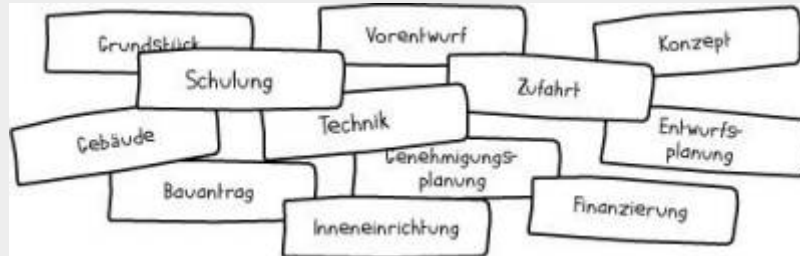 Grundstück
Vorentwurf
Konzept
Schulung
Zufahrt
Gebäude
Technik
Entwurfs-
planung
Genehmigungs-
planung
Bauantrag
Finanzierung
Inneneinrichtung